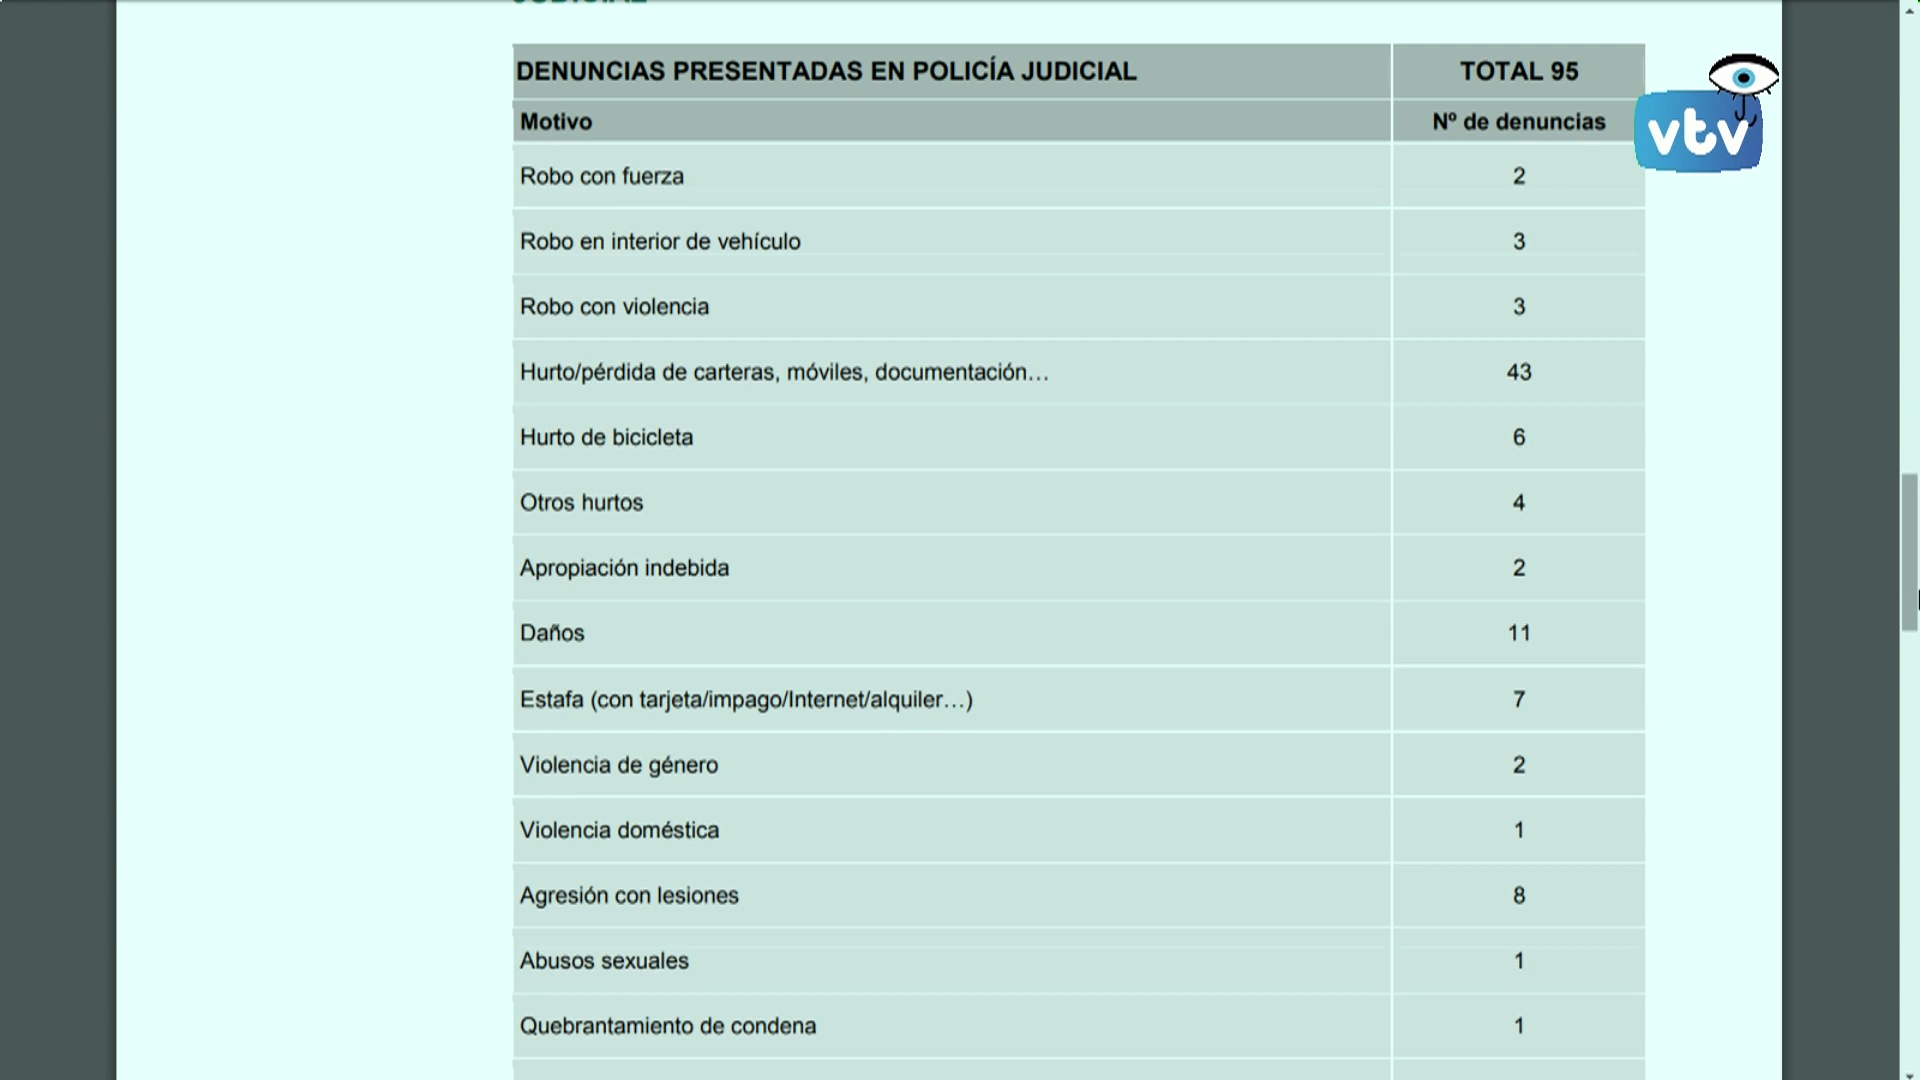 JUDICIAL
DENUNCIAS PRESENTADAS EN POLICÍA JUDICIAL TOTAL 95
Motivo Nº de denuncias
vtv
Robo con fuerza 2
Robo en interior de vehículo 3
Robo con violencia 3
Hurto/pérdida de carteras, móviles, documentación… 43
Hurto de bicicleta 6
Otros hurtos 4
Apropiación indebida 2
Daños 11
Estafa (con tarjeta/impago/Internet/alquiler…) 7
Violencia de género 2
Violencia doméstica 1
Agresión con lesiones 8
Abusos sexuales 1
Quebrantamiento de condena 1